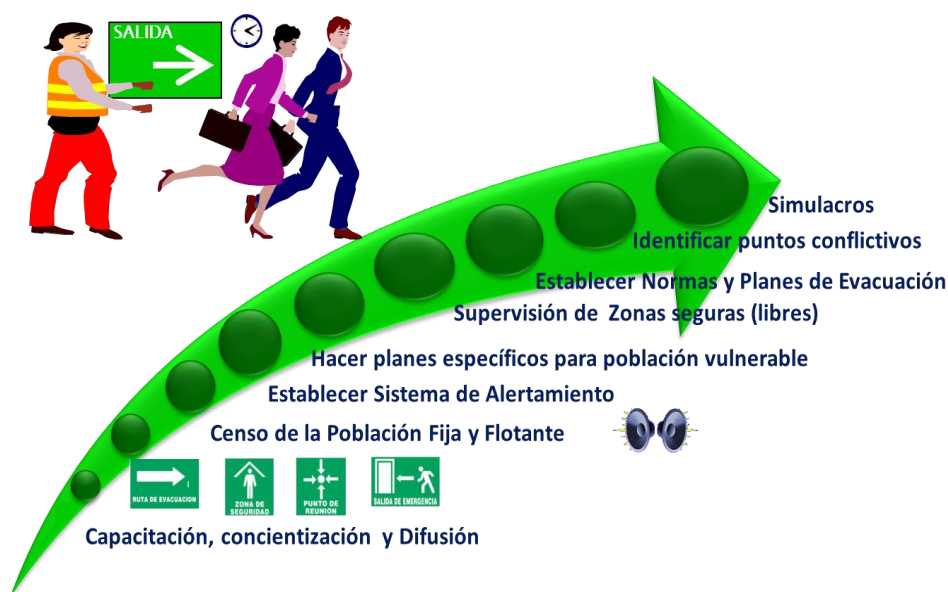 SALIDA
Simulacros
Identificar puntos conflictivos
Establecer Normas y Planes de Evacuación
Supervisión de Zonas seguras (libres)
Hacer planes específicos para población vulnerable
Establecer Sistema de Alertamiento
Censo de la Población Fija y Flotante
RUTA DE EVACUACION
ZONA DE
SEGURIDAD
PUNTO DE
REUNION
SALIDA DE EMERGENCIA
Capacitación, concientización y Difusión